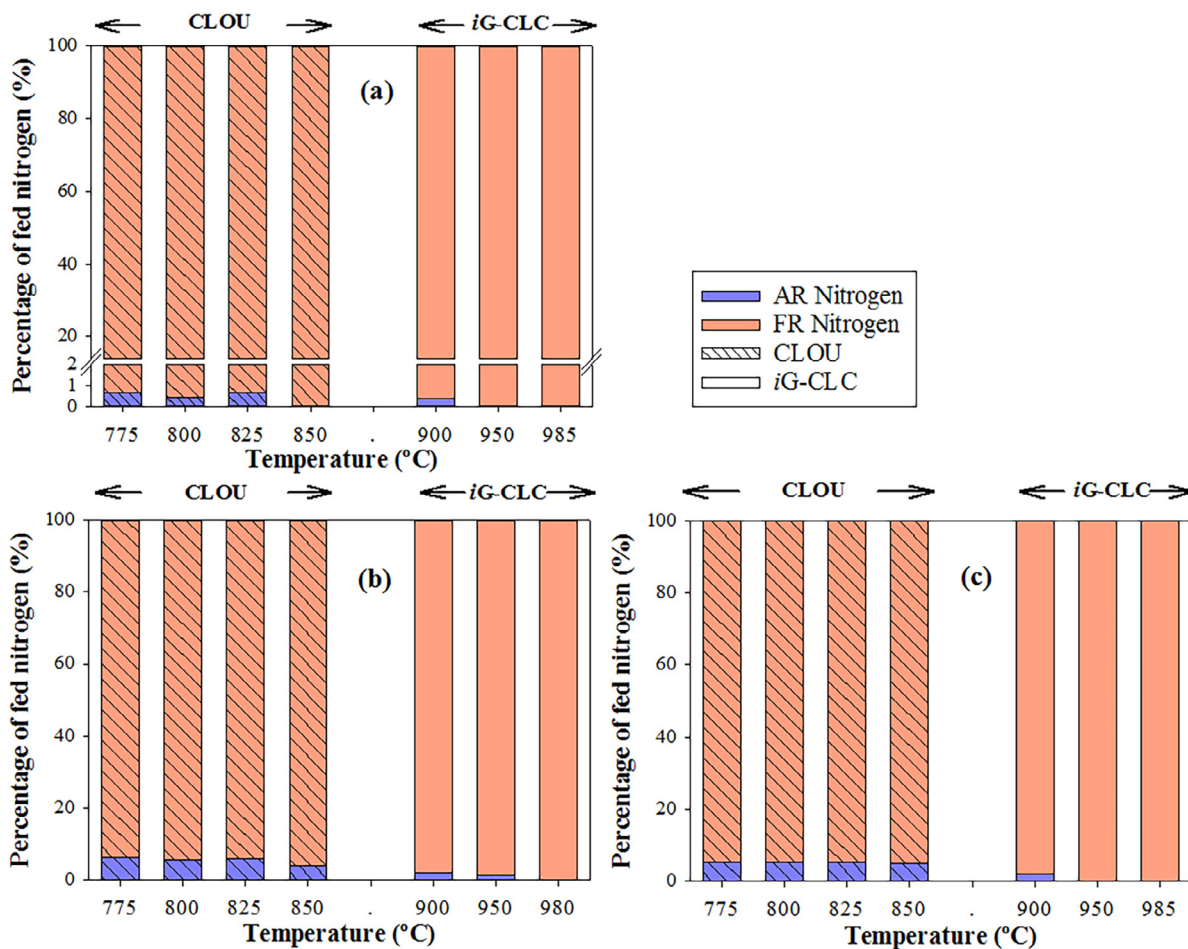 CLOU iG-CLC
(a)
Percentage of fed nitrogen (%)
100
80
60
40
20
2
1
0
775 800 825 850 . 900 950 985
Temperature (ºC)
AR Nitrogen
FR Nitrogen
CLOU
iG-CLC
CLOU iG-CLC
(b)
Percentage of fed nitrogen (%)
100
80
60
40
20
0
775 800 825 850 . 900 950 980
Temperature (ºC)
CLOU iG-CLC
(c)
Percentage of fed nitrogen (%)
100
80
60
40
20
0
775 800 825 850 . 900 950 985
Temperature (ºC)